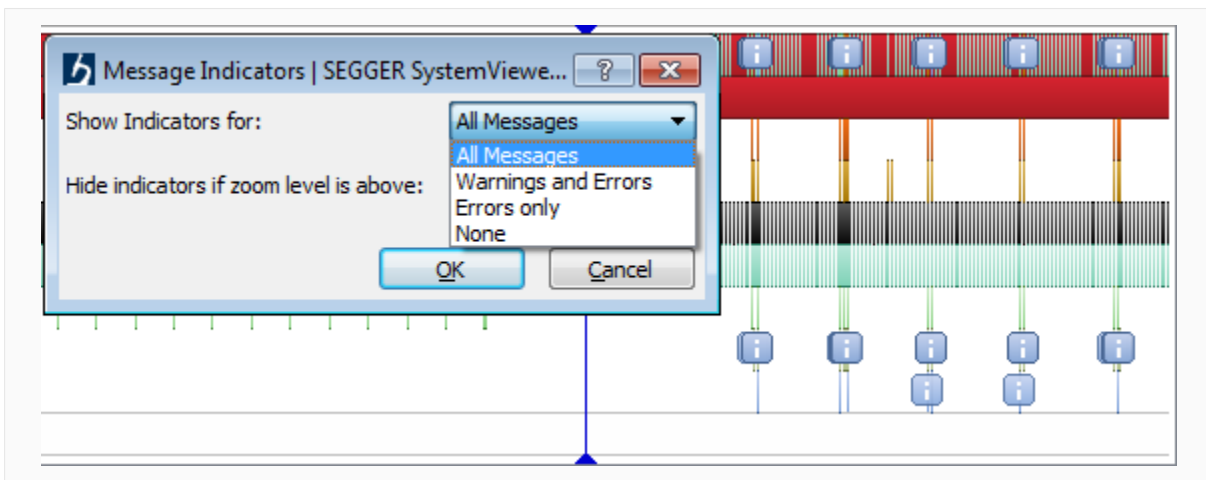 Message Indicators | SEGGER SystemViewe...
Show Indicators for:
All Messages
All Messages
Warnings and Errors
Errors only
None
Hide indicators if zoom level is above:
OK
Cancel